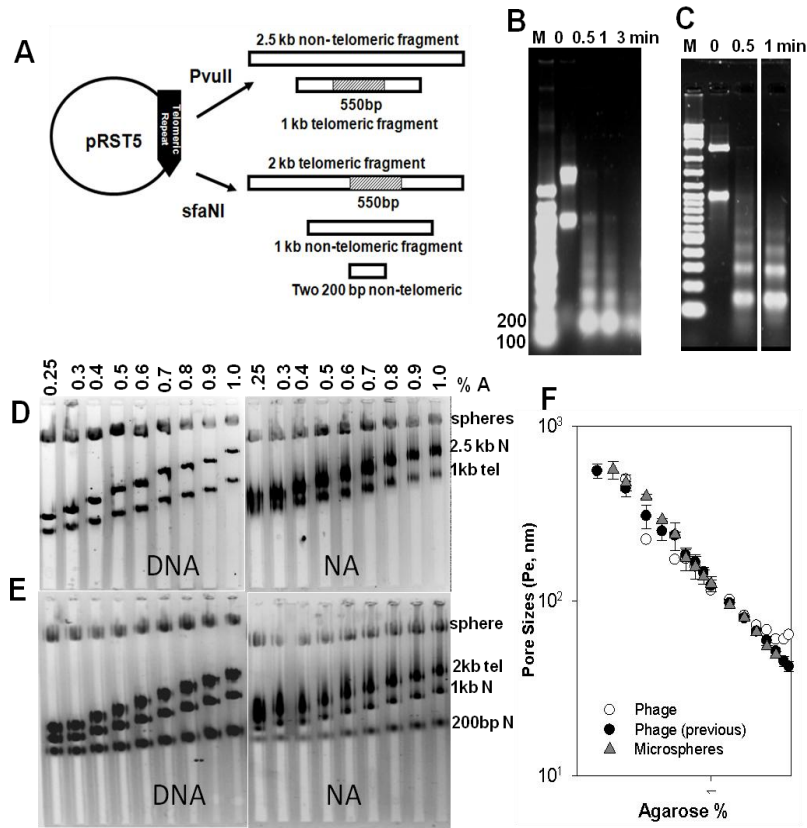 A
pRST5
Telomeric Repeat
PvuII
sfaNI
2.5 kb non-telomeric fragment
550bp
1kb telomeric fragment
2 kb telomeric fragment
550bp
1kb non-telomeric fragment
Two 200 bp non-telomeric
B
M 0 0.5 1 3 min
200
100
C
M 0 0.5 1 min
D
0.25 0.3 0.4 0.5 0.6 0.7 0.8 0.9 1.0
.25 0.3 0.4 0.5 0.6 0.7 0.8 0.9 1.0
% A
spheres
2.5 kb N
1kb tel
DNA
NA
E
sphere
2kb tel
1kb N
200bp N
DNA
NA
F
Pore Sizes (Pe, nm)
10³
10²
10¹
Phage
Phage (previous)
Microspheres
1
Agarose %